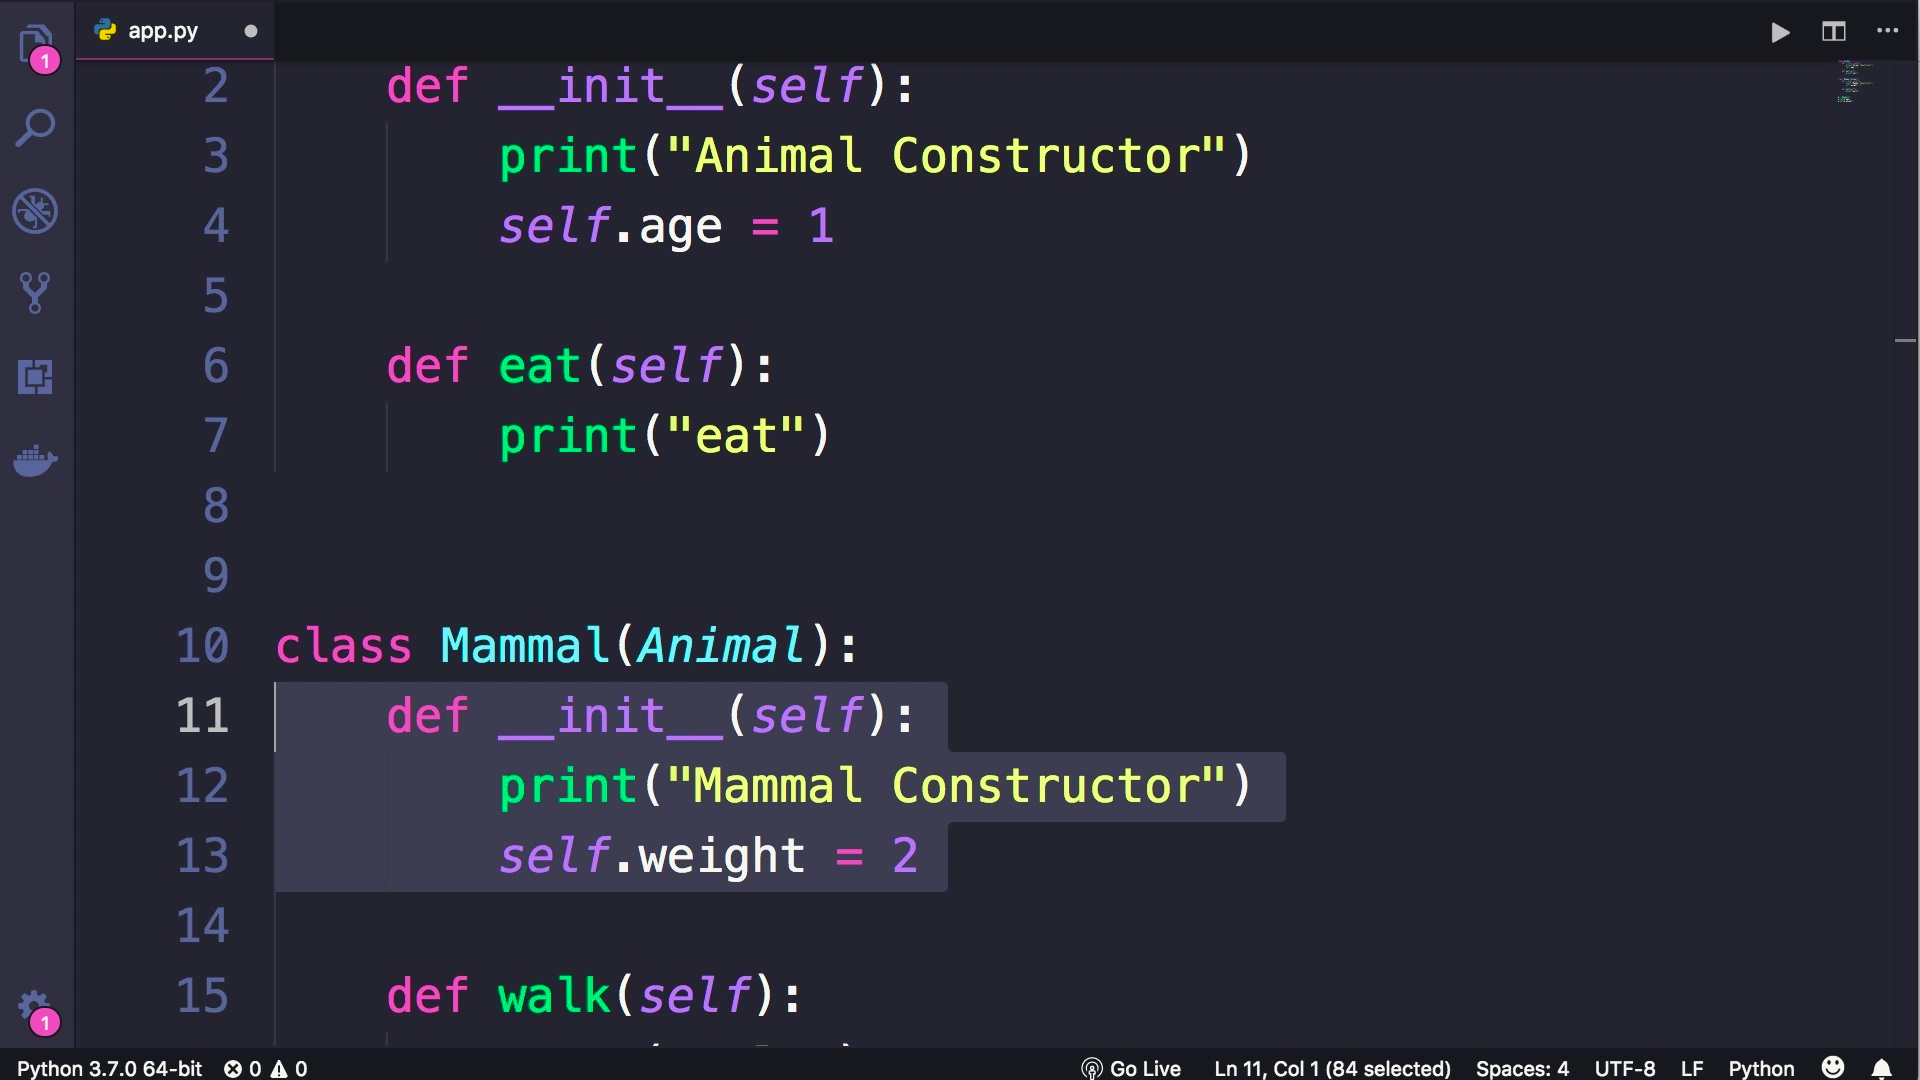 app.py
1
2 def __init__(self):
3 print("Animal Constructor")
4 self.age = 1
5
6 def eat(self):
7 print("eat")
8
9
10 class Mammal(Animal):
11 def __init__(self):
12 print("Mammal Constructor")
13 self.weight = 2
14
15 def walk(self):
1
Python 3.7.0 64-bit 0 0 Go Live Ln 11, Col 1 (84 selected) Spaces: 4 UTF-8 LF Python